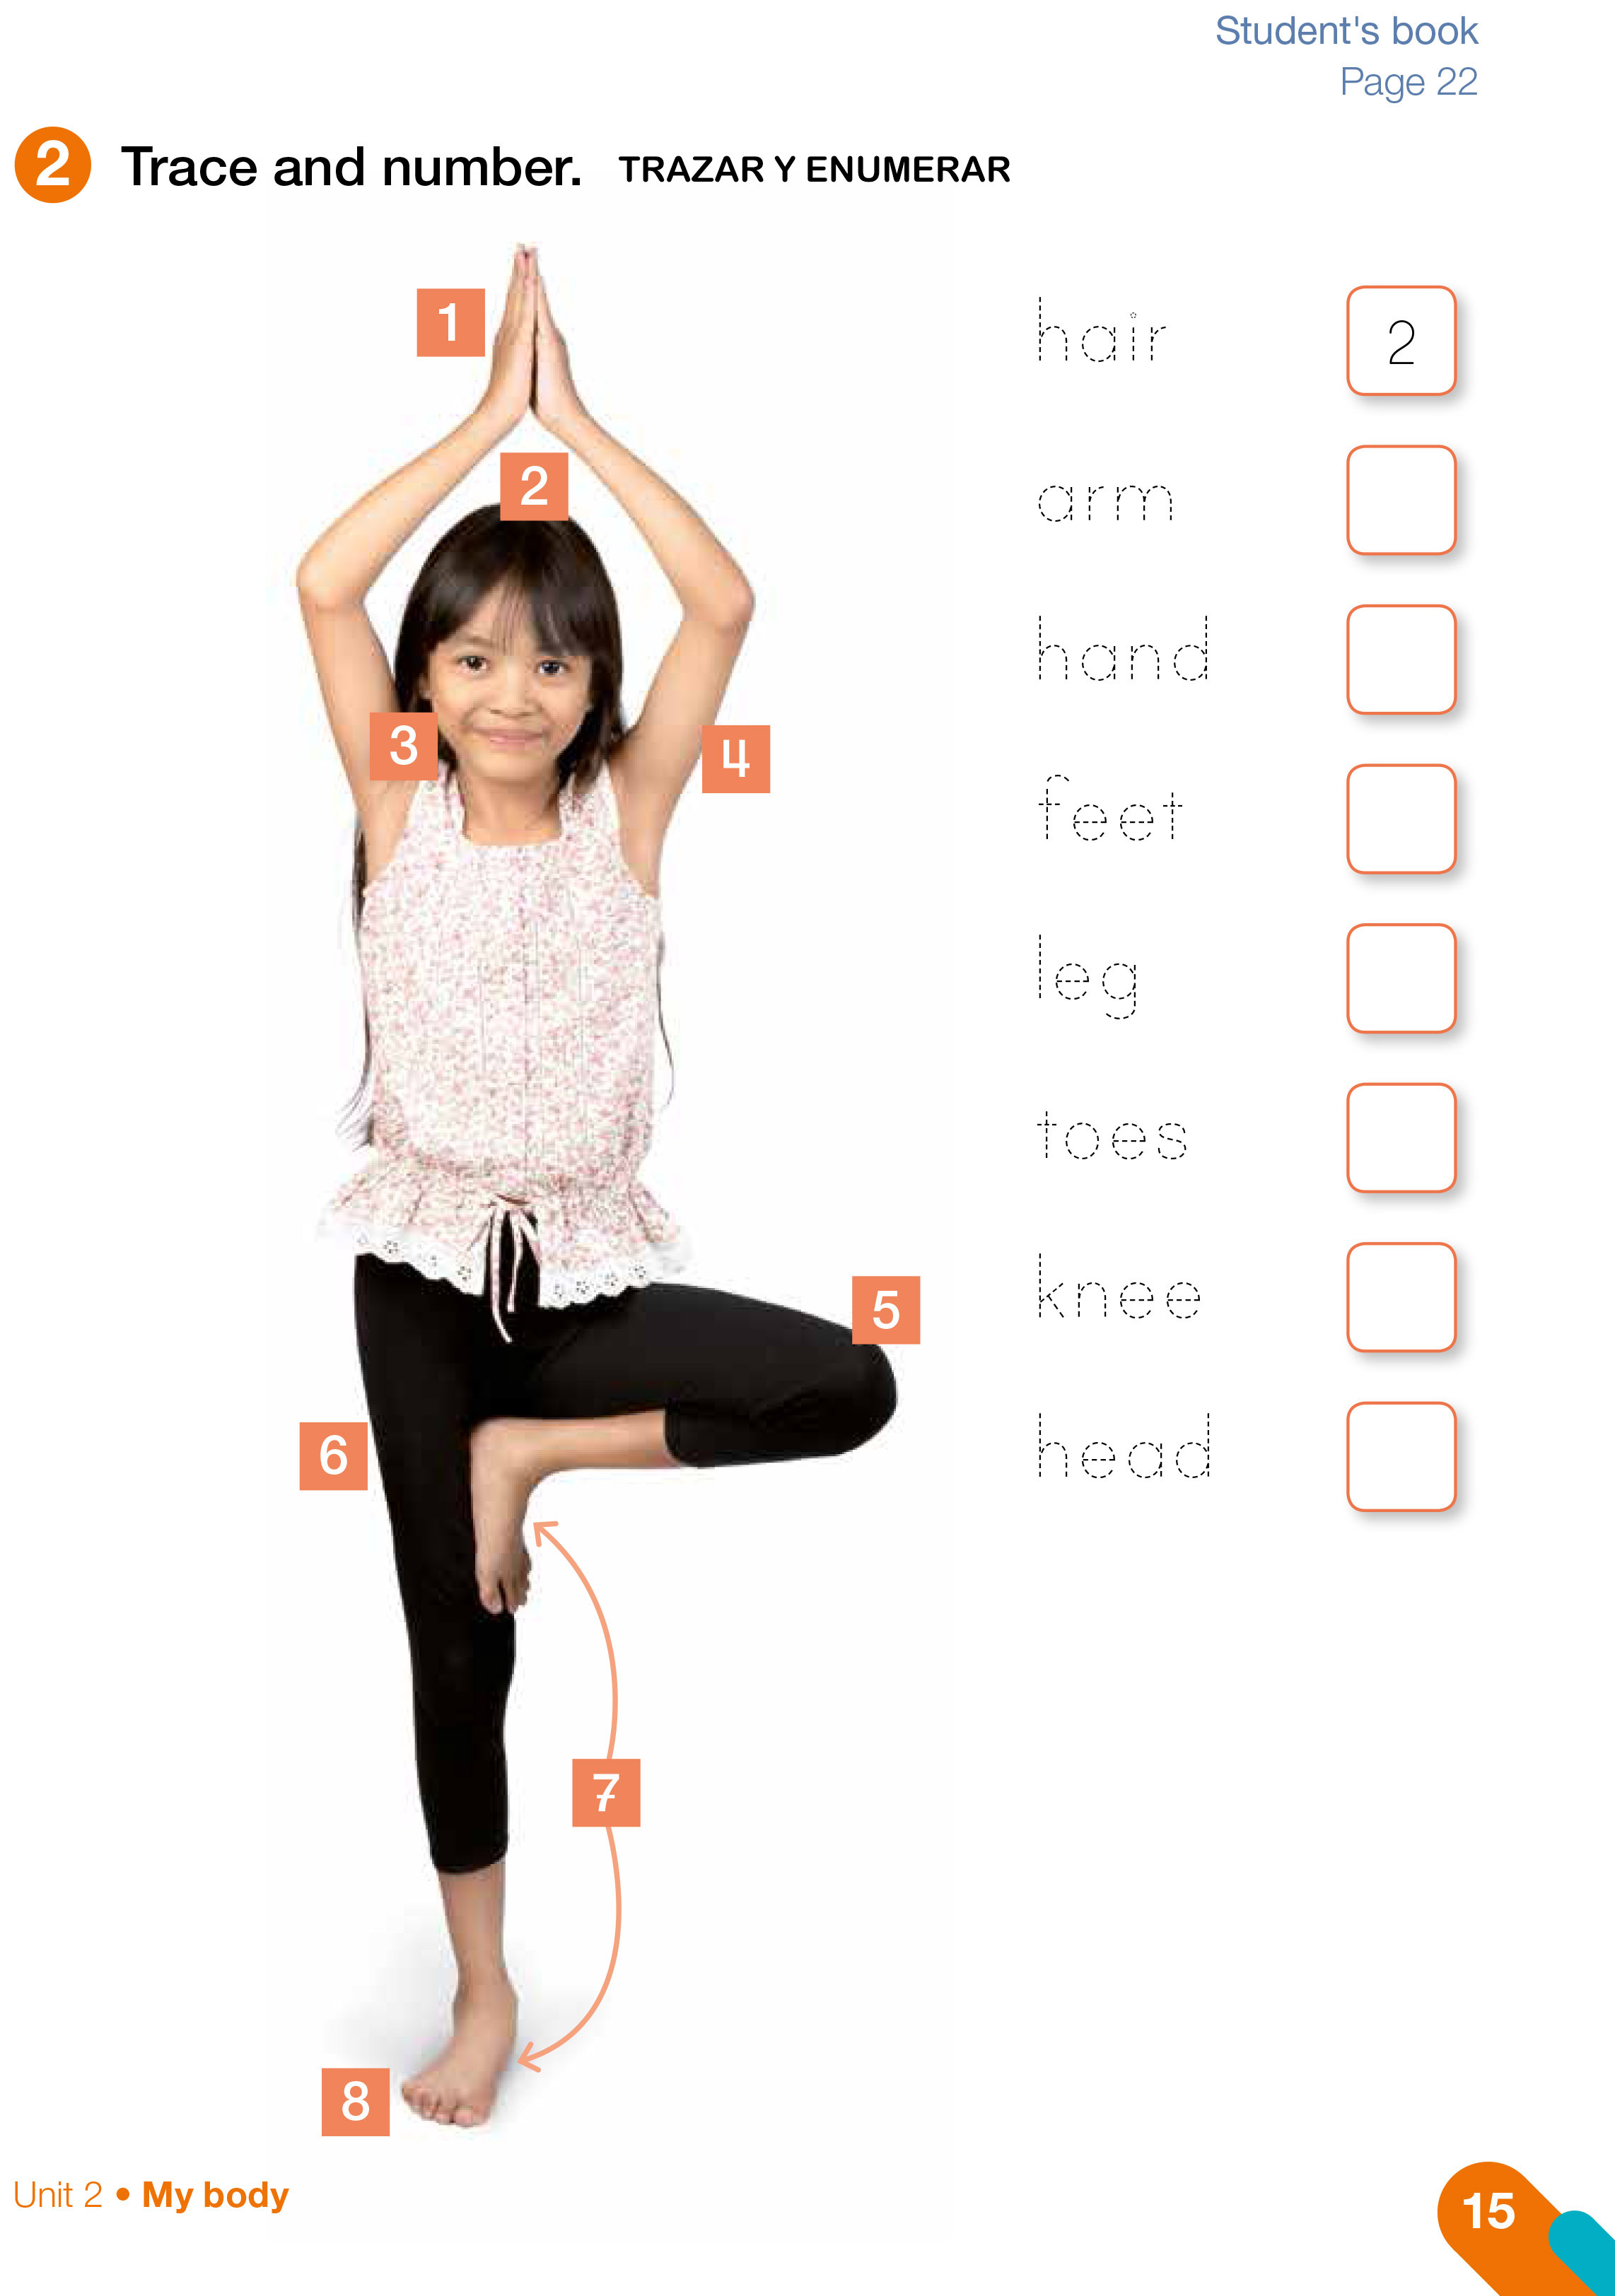 Student's book
Page 22
2 Trace and number. TRAZAR Y ENUMERAR
1
hair 2
2
arm
hand
3
4
feet
leg
toes
5
knee
6
head
7
8
Unit 2 • My body
15